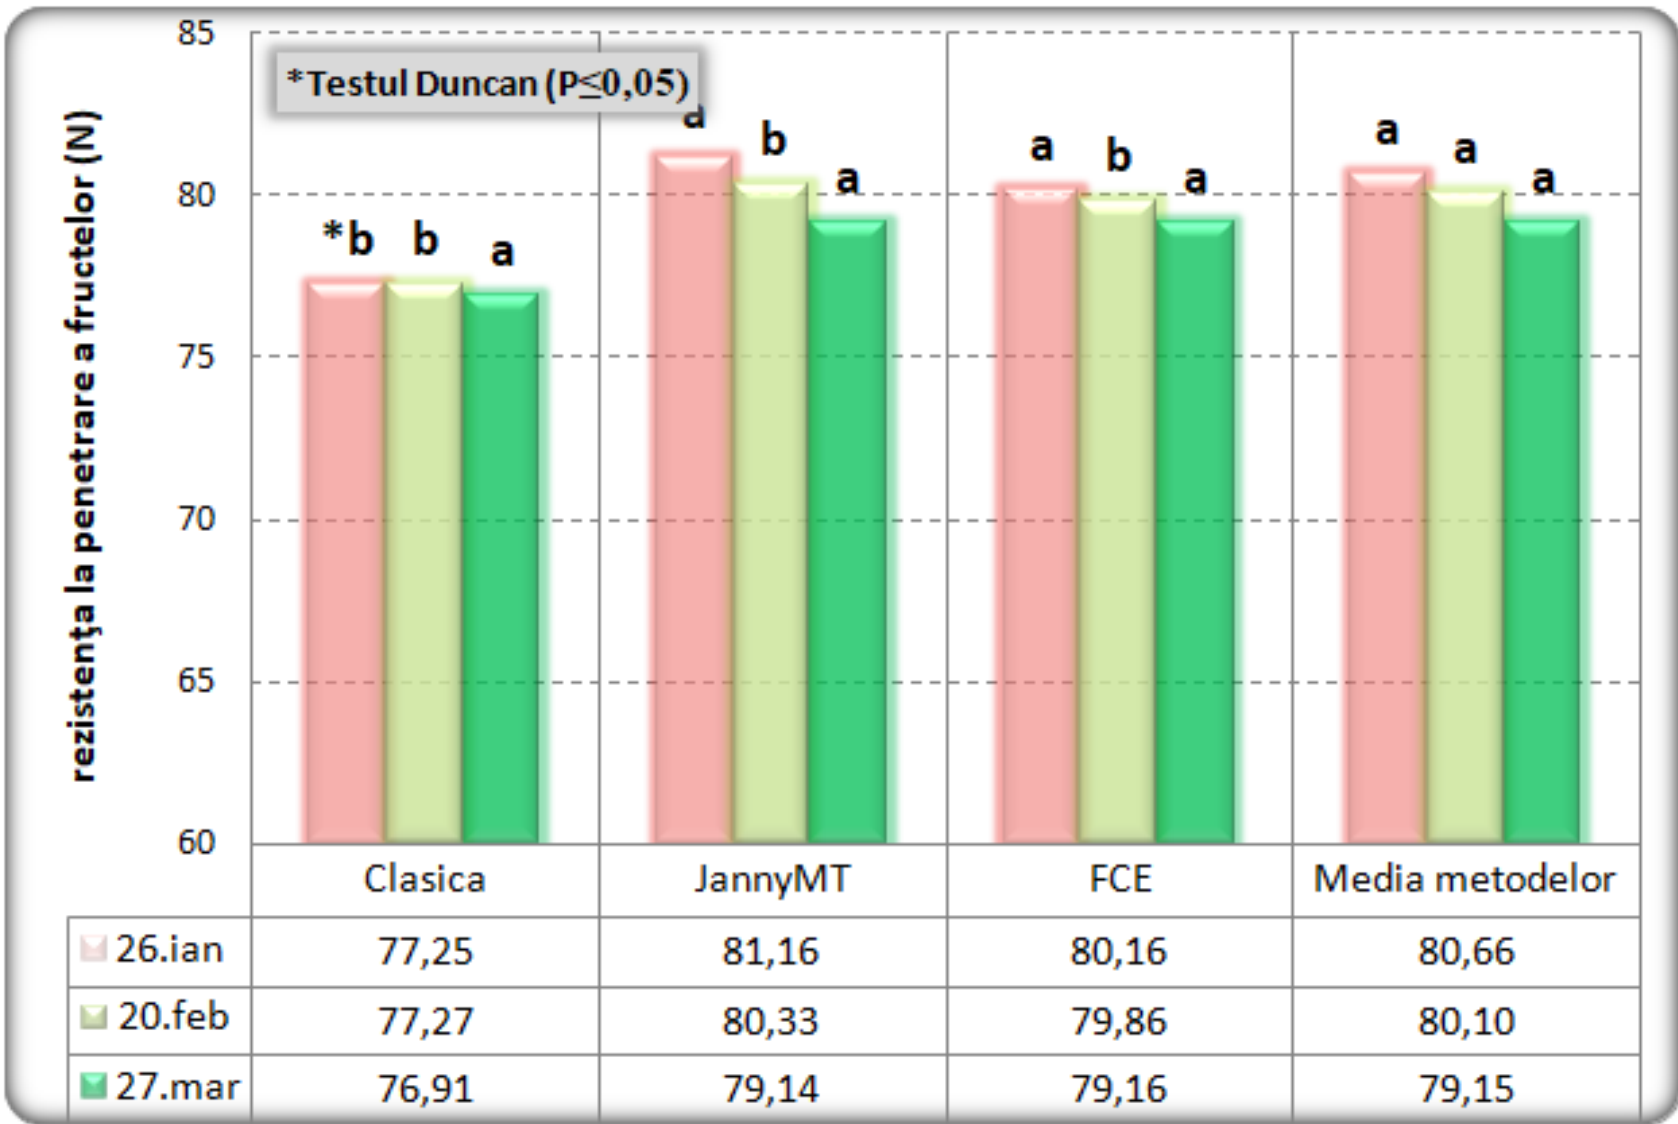 rezistenţa la penetrare a fructelor (N)
85
80
75
70
65
60
*Testul Duncan (P≤0,05)
*b b a
a b a
a b a
a a a
Clasica JannyMT FCE Media metodelor
26.ian 77,25 81,16 80,16 80,66
20.feb 77,27 80,33 79,86 80,10
27.mar 76,91 79,14 79,16 79,15